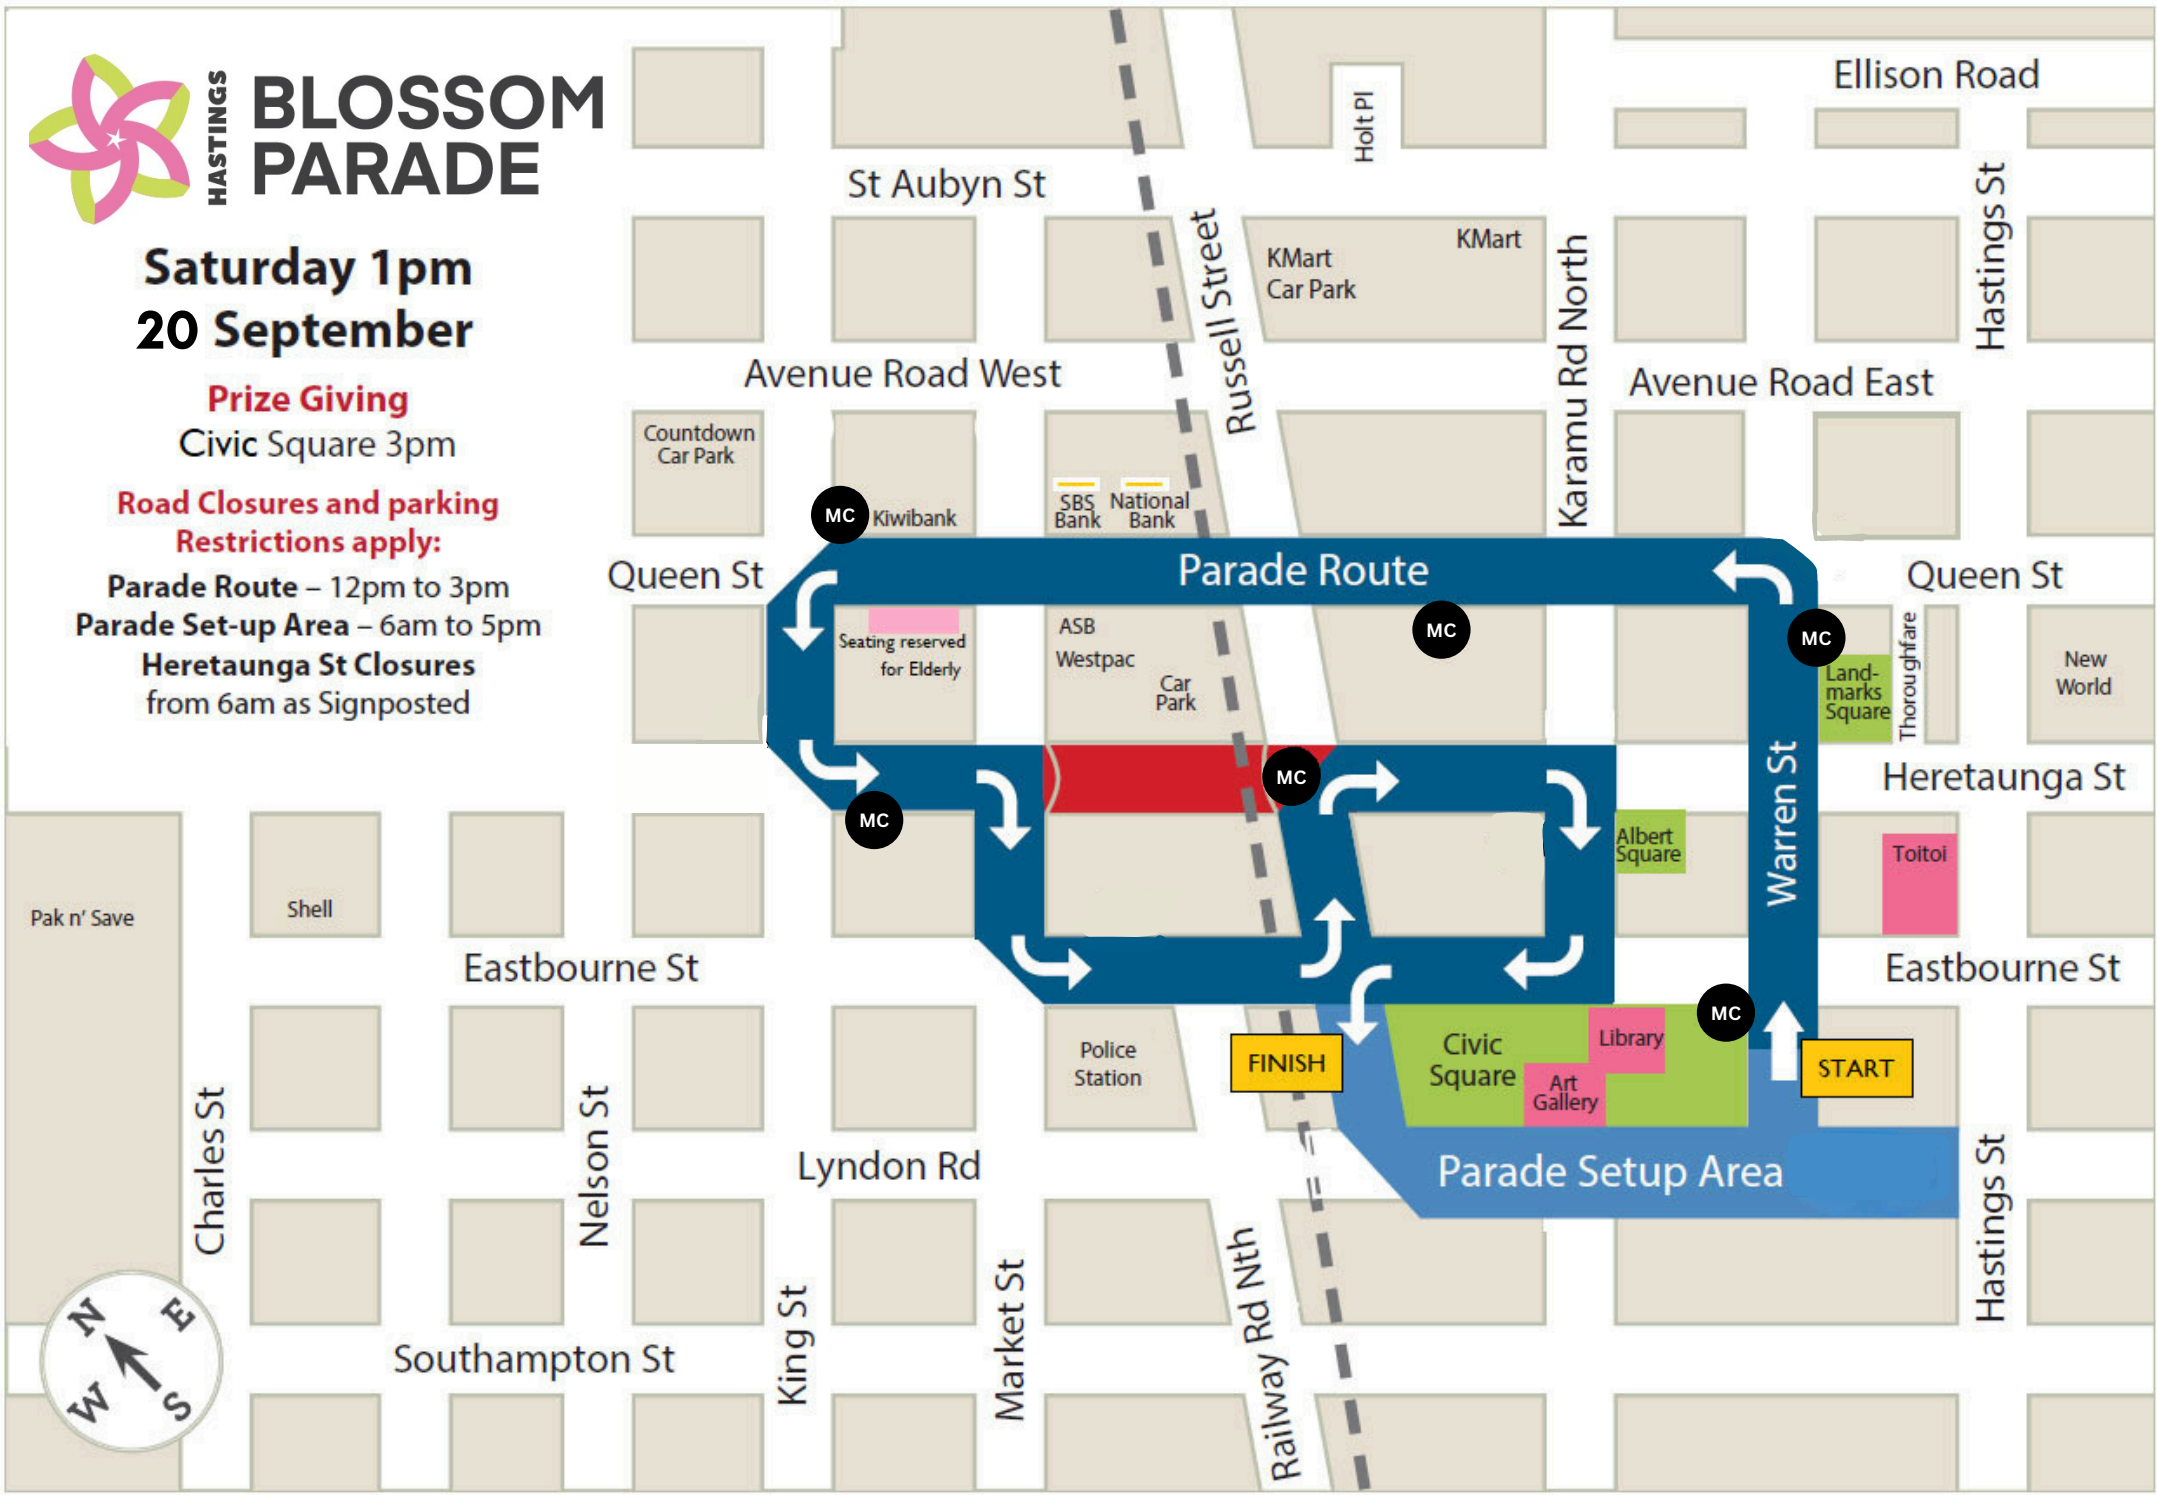 HASTINGS
BLOSSOM
PARADE
Saturday 1pm
20 September
Prize Giving
Civic Square 3pm
Road Closures and parking
Restrictions apply:
Parade Route – 12pm to 3pm
Parade Set-up Area – 6am to 5pm
Heretaunga St Closures
from 6am as Signposted
Ellison Road
Holt Pl
St Aubyn St
Hastings St
Russell Street
KMart
KMart
Car Park
Karamu Rd North
Avenue Road West
Avenue Road East
Countdown
Car Park
MC
Kiwibank
SBS
Bank
National
Bank
Queen St
Parade Route
Queen St
Seating reserved
for Elderly
ASB
Westpac
Car
Park
MC
MC
Land-
marks
Square
Thoroughfare
New
World
MC
MC
Warren St
Heretaunga St
Albert
Square
Toitoi
Pak n' Save
Shell
Eastbourne St
Eastbourne St
MC
Police
Station
FINISH
Civic
Square
Library
Art
Gallery
START
Charles St
Nelson St
Lyndon Rd
Parade Setup Area
Hastings St
King St
Market St
Railway Rd Nth
Southampton St
N
E
W
S